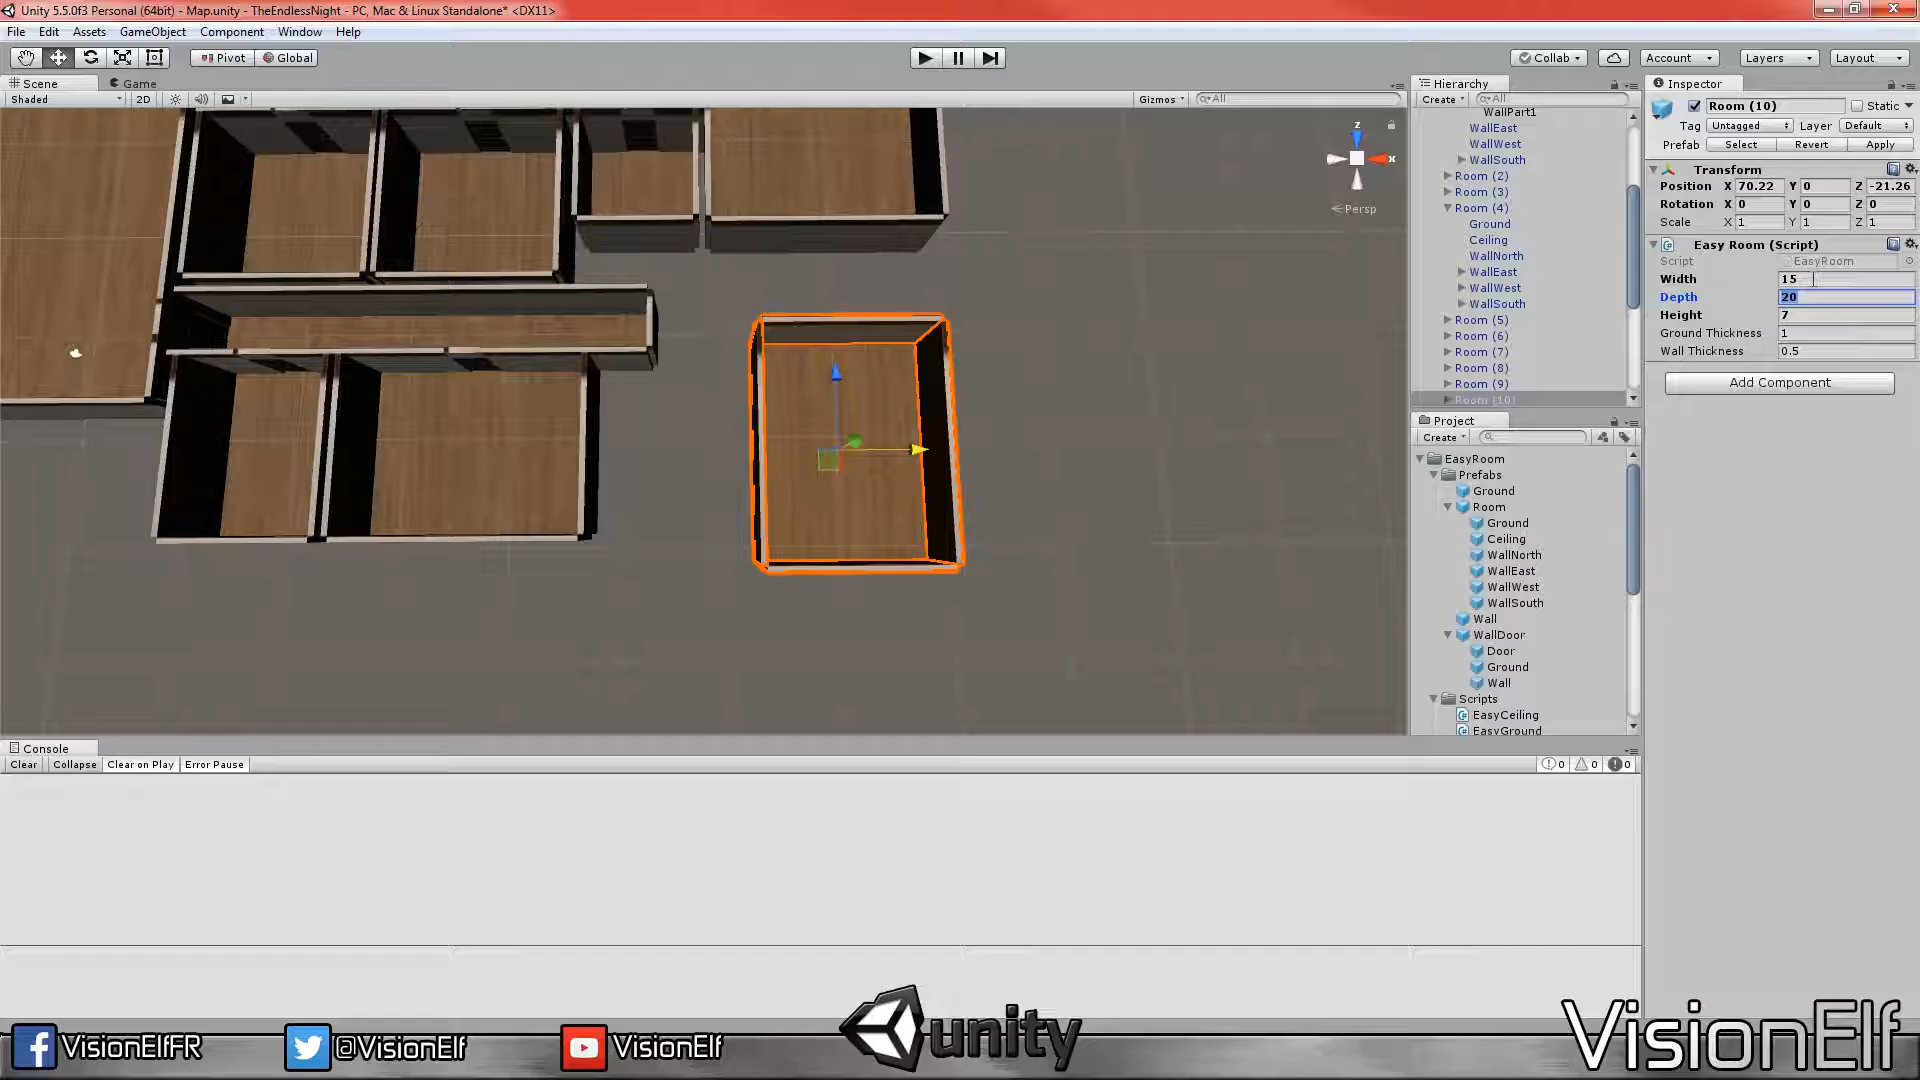 Unity 5.5.0f3 Personal (64bit) - Map.unity - TheEndlessNight - PC, Mac & Linux Standalone* <DX11>
File Edit Assets GameObject Component Window Help
Pivot Global Collab Account Layers Layout
Scene Game
Shaded 2D Gizmos All
z
x
Persp
Hierarchy
Create All
WallPart1
WallEast
WallWest
WallSouth
Room (2)
Room (3)
Room (4)
Ground
Ceiling
WallNorth
WallEast
WallWest
WallSouth
Room (5)
Room (6)
Room (7)
Room (8)
Room (9)
Room (10)
Project
Create
EasyRoom
Prefabs
Ground
Room
Ground
Ceiling
WallNorth
WallEast
WallWest
WallSouth
Wall
WallDoor
Door
Ground
Wall
Scripts
EasyCeiling
EasyGround
Inspector
Room (10) Static
Tag Untagged Layer Default
Prefab Select Revert Apply
Transform
Position X 70.22 Y 0 Z -21.26
Rotation X 0 Y 0 Z 0
Scale X 1 Y 1 Z 1
Easy Room (Script)
Script EasyRoom
Width 15
Depth 20
Height 7
Ground Thickness 1
Wall Thickness 0.5
Add Component
Console
Clear Collapse Clear on Play Error Pause 0 0 0
VisionElfFR @VisionElf VisionElf unity VisionElf